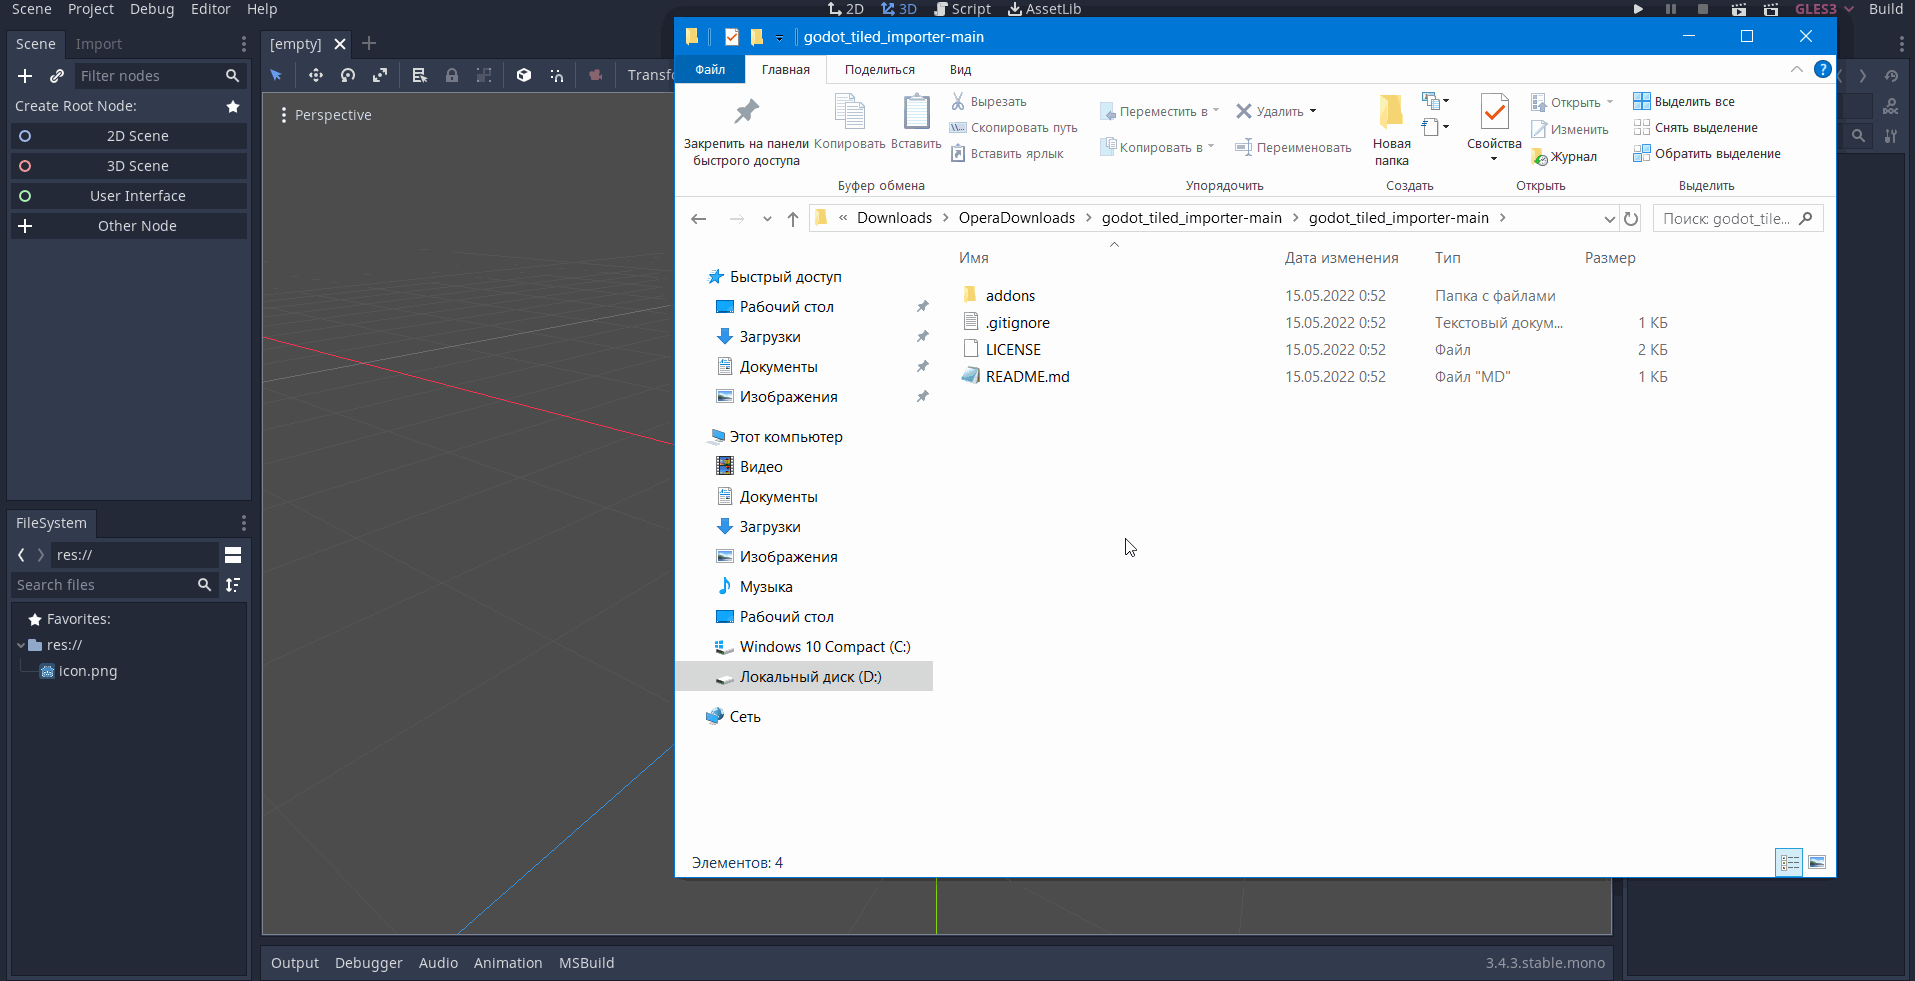 Scene Project Debug Editor Help
2D 3D Script AssetLib
GLES3 Build
Scene Import
Filter nodes
Create Root Node:
2D Scene
3D Scene
User Interface
Other Node
[empty]
Perspective
FileSystem
res://
Search files
Favorites:
res://
icon.png
godot_tiled_importer-main
Файл Главная Поделиться Вид
Закрепить на панели
быстрого доступа
Копировать
Вставить
Вырезать
Скопировать путь
Вставить ярлык
Буфер обмена
Переместить в
Копировать в
Удалить
Переименовать
Упорядочить
Новая
папка
Создать
Свойства
Открыть
Изменить
Журнал
Открыть
Выделить все
Снять выделение
Обратить выделение
Выделить
« Downloads OperaDownloads godot_tiled_importer-main godot_tiled_importer-main
Поиск: godot_tile...
Имя Дата изменения Тип Размер
addons 15.05.2022 0:52 Папка с файлами
.gitignore 15.05.2022 0:52 Текстовый докум... 1 КБ
LICENSE 15.05.2022 0:52 Файл 2 КБ
README.md 15.05.2022 0:52 Файл "MD" 1 КБ
Быстрый доступ
Рабочий стол
Загрузки
Документы
Изображения
Этот компьютер
Видео
Документы
Загрузки
Изображения
Музыка
Рабочий стол
Windows 10 Compact (C:)
Локальный диск (D:)
Сеть
Элементов: 4
Output Debugger Audio Animation MSBuild
3.4.3.stable.mono